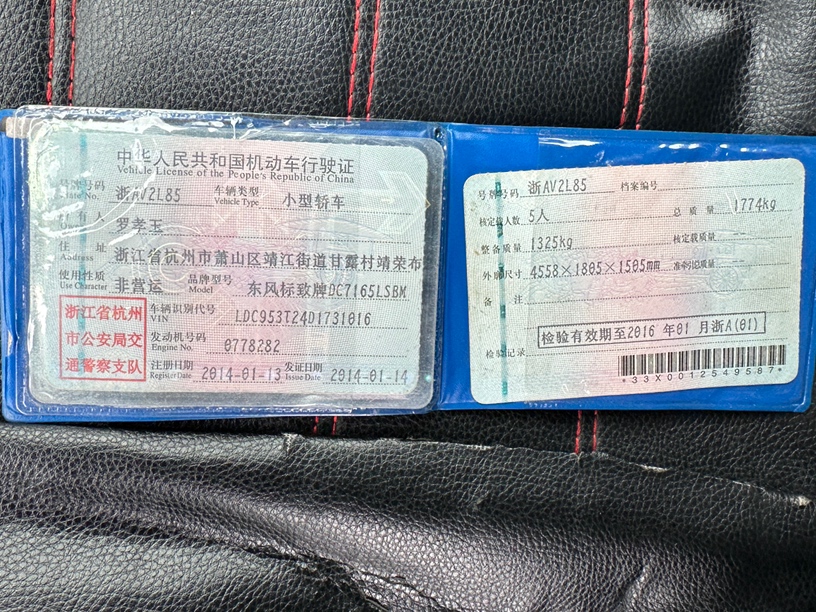 中华人民共和国机动车行驶证
Vehicle License of the People's Republic of China
号牌号码 Plate No. 浙AV2L85 车辆类型 Vehicle Type 小型轿车
所有人 罗孝玉
住址 Address 浙江省杭州市萧山区靖江街道甘露村靖荣布
使用性质 Use Character 非营运 品牌型号 Model 东风标致牌DC7165LSBM
浙江省杭州
市公安局交
通警察支队
车辆识别代号 VIN LDC953T24D1731016
发动机号码 Engine No. 0778282
注册日期 Register Date 2014-01-13 发证日期 Issue Date 2014-01-14
号牌号码 浙AV2L85 档案编号
核定载人数 5人 总质量 1774kg
整备质量 1325kg 核定载质量 --
外廓尺寸 4558×1805×1505mm 准牵引总质量 --
备注
检验有效期至2016 年01 月浙A(01)
检验记录
*33X0012549587*